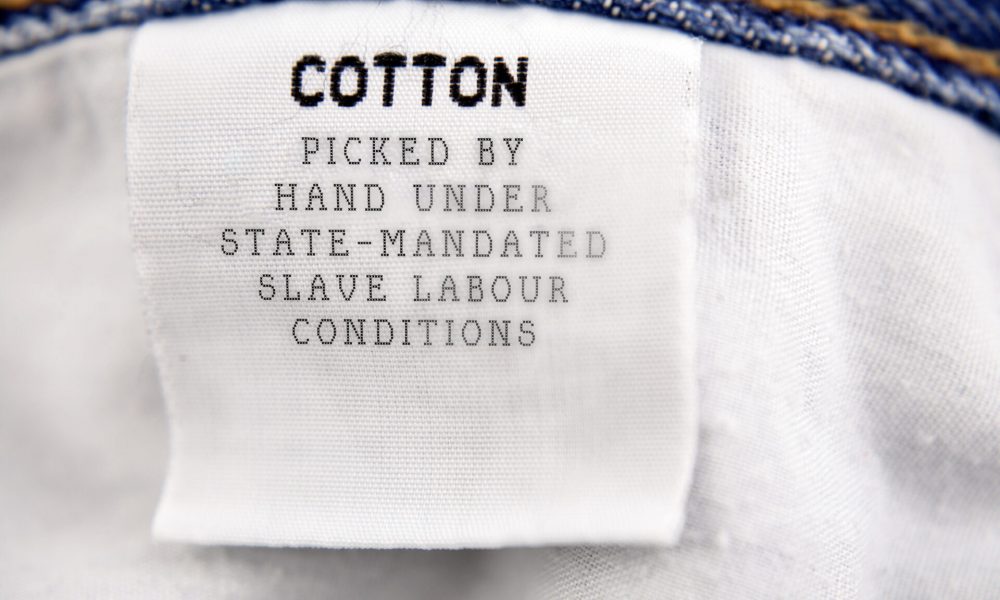 COTTON
PICKED BY
HAND UNDER
STATE-MANDATED
SLAVE LABOUR
CONDITIONS